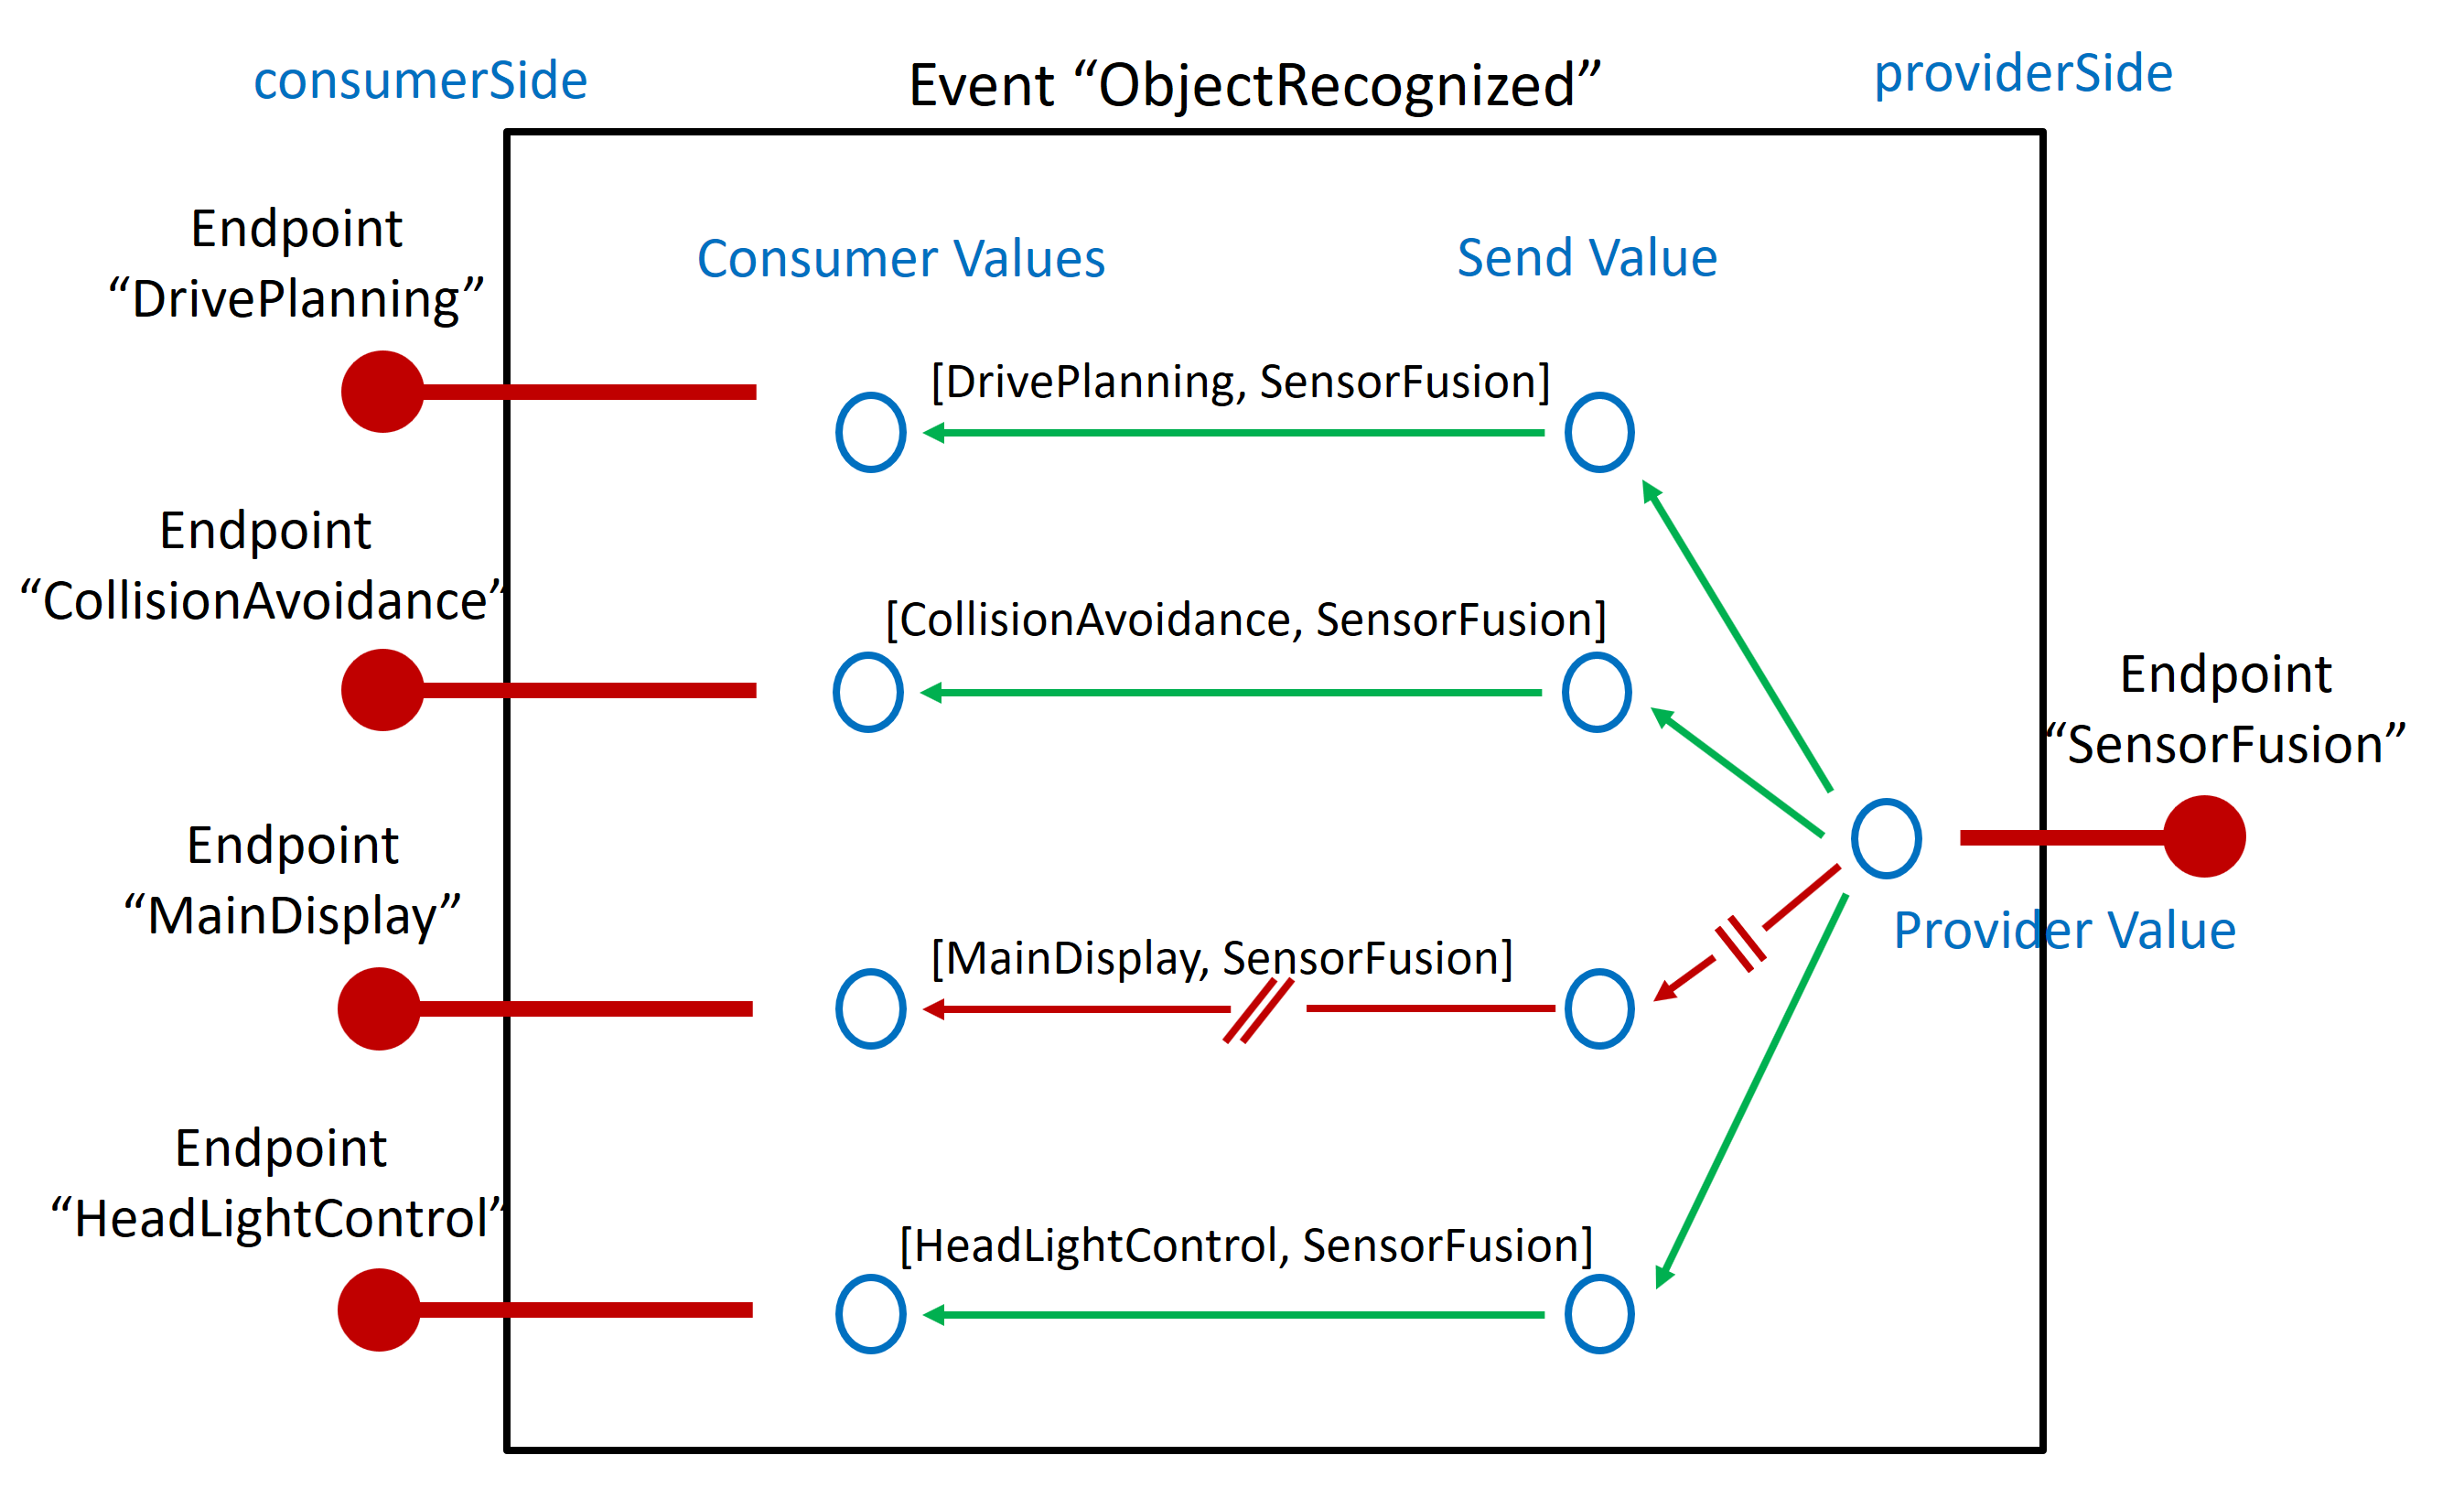 consumerSide
Event “ObjectRecognized”
providerSide
Endpoint
“DrivePlanning”
Consumer Values
Send Value
[DrivePlanning, SensorFusion]
Endpoint
“CollisionAvoidance”
[CollisionAvoidance, SensorFusion]
Endpoint
“SensorFusion”
Provider Value
Endpoint
“MainDisplay”
[MainDisplay, SensorFusion]
Endpoint
“HeadLightControl”
[HeadLightControl, SensorFusion]